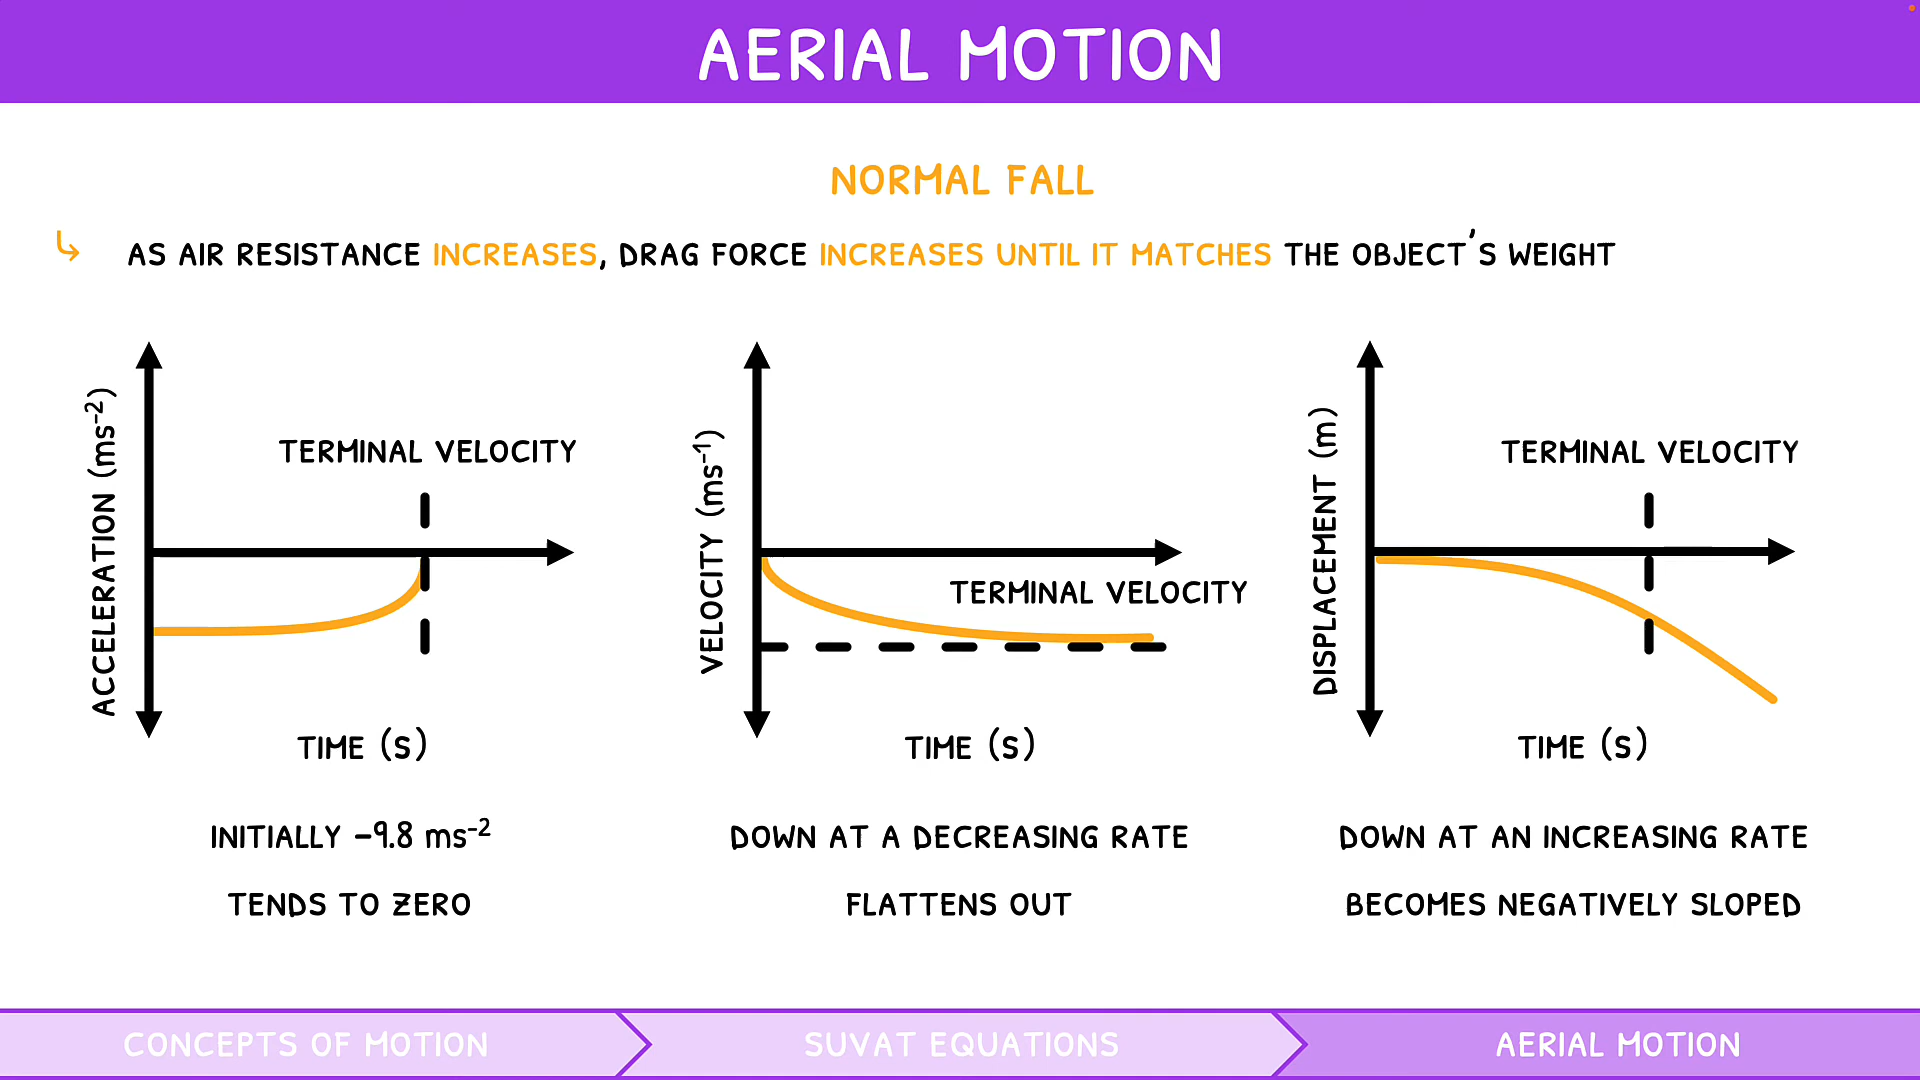 AERIAL MOTION
NORMAL FALL
↳ AS AIR RESISTANCE INCREASES, DRAG FORCE INCREASES UNTIL IT MATCHES THE OBJECT'S WEIGHT
ACCELERATION (ms⁻²)
TERMINAL VELOCITY
TIME (s)
INITIALLY -9.8 ms⁻²
TENDS TO ZERO
VELOCITY (ms⁻¹)
TERMINAL VELOCITY
TIME (s)
DOWN AT A DECREASING RATE
FLATTENS OUT
DISPLACEMENT (m)
TERMINAL VELOCITY
TIME (s)
DOWN AT AN INCREASING RATE
BECOMES NEGATIVELY SLOPED
CONCEPTS OF MOTION
SUVAT EQUATIONS
AERIAL MOTION